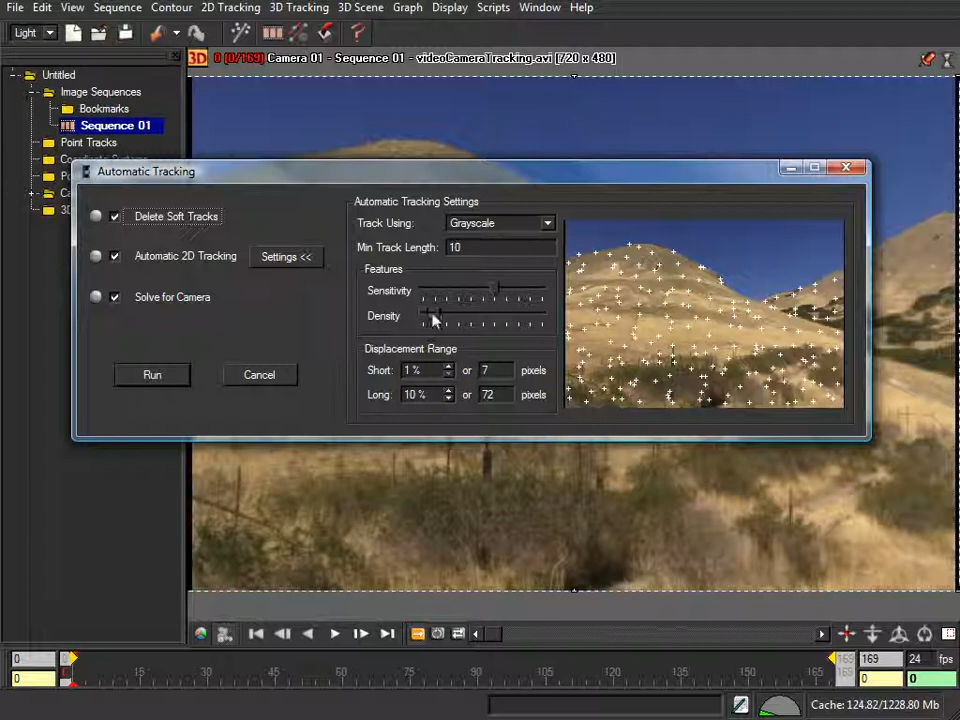 File Edit View Sequence Contour 2D Tracking 3D Tracking 3D Scene Graph Display Scripts Window Help
Light
3D 0 (0/169) Camera 01 - Sequence 01 - videoCameraTracking.avi [720 x 480]
Untitled
Image Sequences
Bookmarks
Sequence 01
Point Tracks
Automatic Tracking
Delete Soft Tracks
Automatic 2D Tracking Settings <<
Solve for Camera
Run Cancel
Automatic Tracking Settings
Track Using: Grayscale
Min Track Length: 10
Features
Sensitivity
Density
Displacement Range
Short: 1 % or 7 pixels
Long: 10 % or 72 pixels
0 0 169 169 24 fps
0 15 30 45 60 75 90 105 120 135 150 169 0 0
Cache: 124.82/1228.80 Mb